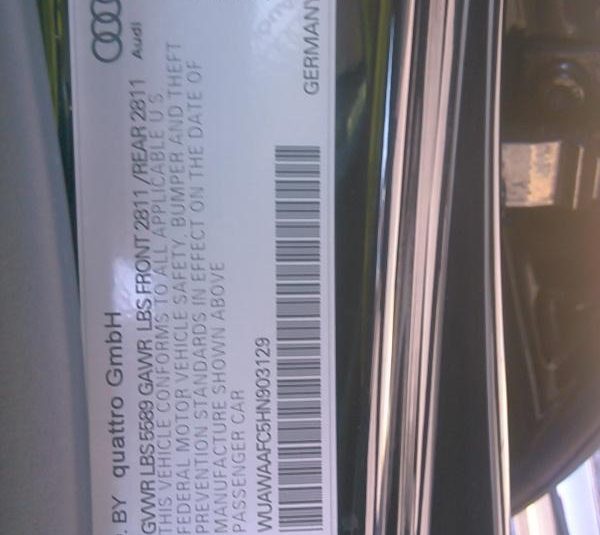 . BY quattro GmbH
Audi
GVWR LBS 5589 GAWR LBS FRONT 2811 / REAR 2811
THIS VEHICLE CONFORMS TO ALL APPLICABLE U S
FEDERAL MOTOR VEHICLE SAFETY, BUMPER AND THEFT
PREVENTION STANDARDS IN EFFECT ON THE DATE OF
MANUFACTURE SHOWN ABOVE
PASSENGER CAR
WUAWAAFC5HN903129
GERMANY